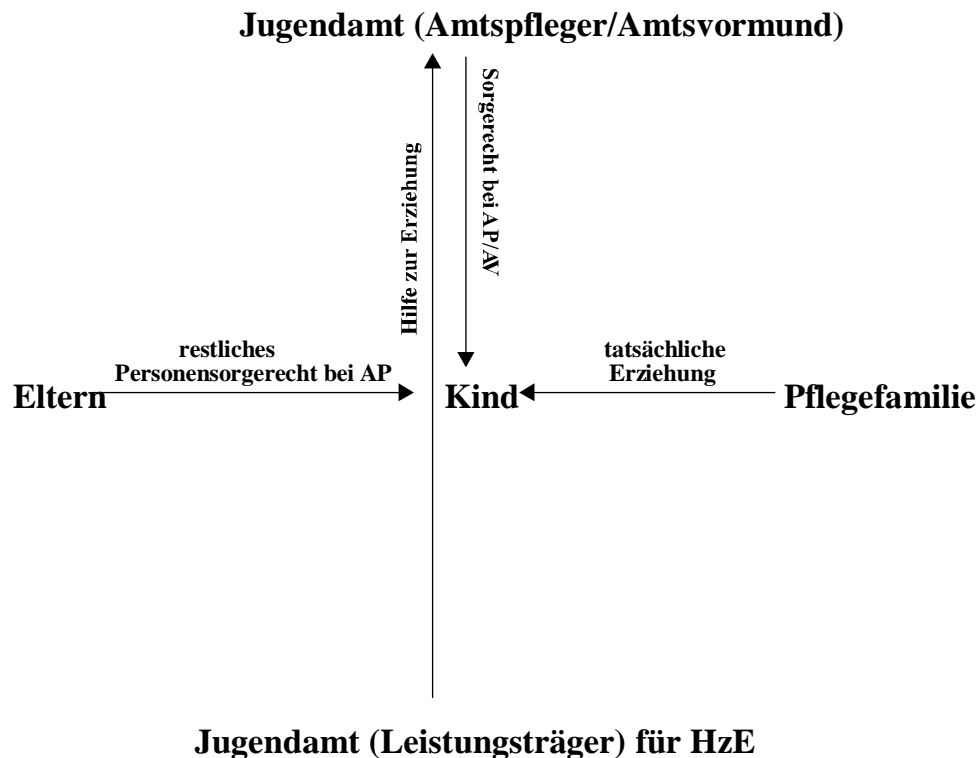 Jugendamt (Amtspfleger/Amtsvormund)
Hilfe zur Erziehung
Sorgerecht bei AP/AV
restliches
Personensorgerecht bei AP
tatsächliche
Erziehung
Eltern
Kind
Pflegefamilie
Jugendamt (Leistungsträger) für HzE